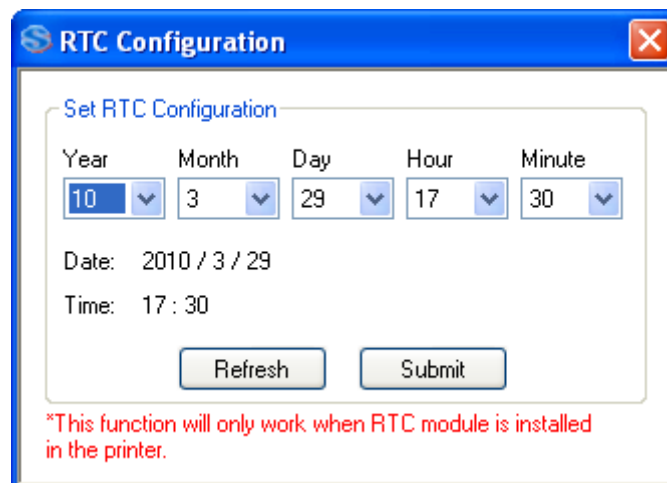 RTC Configuration
Set RTC Configuration
Year Month Day Hour Minute
10 3 29 17 30
Date: 2010 / 3 / 29
Time: 17 : 30
Refresh Submit
*This function will only work when RTC module is installed
in the printer.